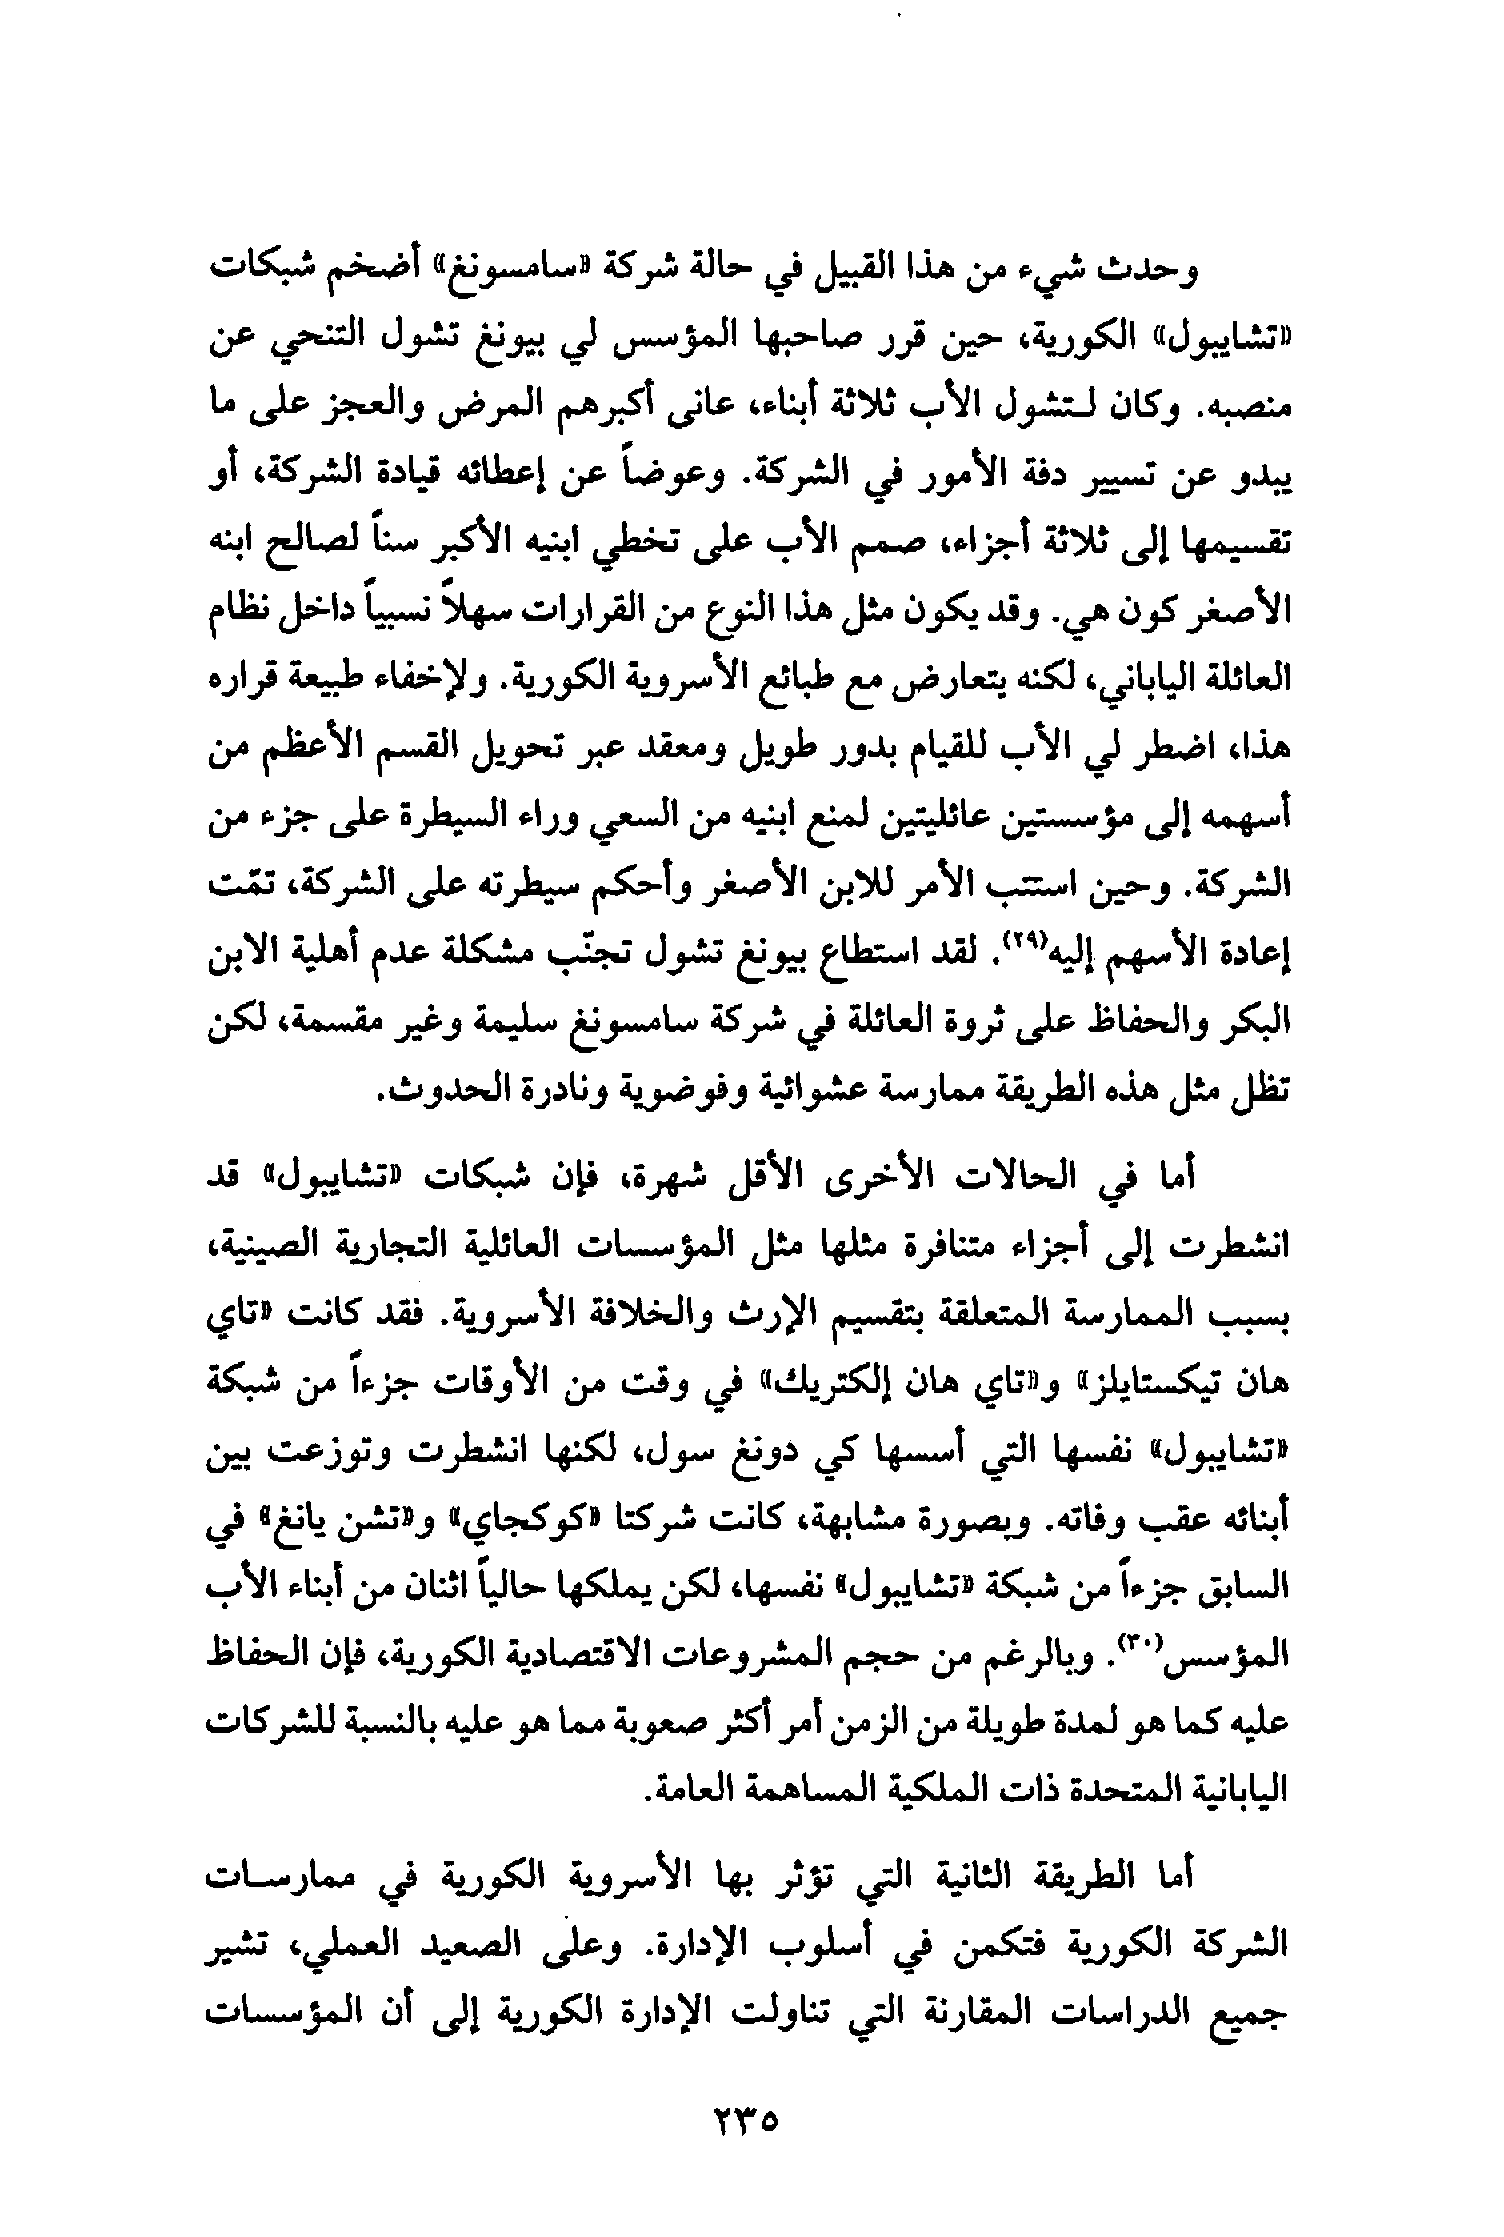 وحدث شيء من هذا القبيل في حالة شركة «سامسونغ» أضخم شبكات
«تشايبول» الكورية، حين قرر صاحبها المؤسس لي بيونغ تشول التنحي عن
منصبه. وكان لـتشول الأب ثلاثة أبناء، عانى أكبرهم المرض والعجز على ما
يبدو عن تسيير دفة الأمور في الشركة. وعوضاً عن إعطائه قيادة الشركة، أو
تقسيمها إلى ثلاثة أجزاء، صمم الأب على تخطي ابنيه الأكبر سناً لصالح ابنه
الأصغر كون هي. وقد يكون مثل هذا النوع من القرارات سهلاً نسبياً داخل نظام
العائلة الياباني، لكنه يتعارض مع طبائع الأسروية الكورية. ولإخفاء طبيعة قراره
هذا، اضطر لي الأب للقيام بدور طويل ومعقد عبر تحويل القسم الأعظم من
أسهمه إلى مؤسستين عائليتين لمنع ابنيه من السعي وراء السيطرة على جزء من
الشركة. وحين استتب الأمر للابن الأصغر وأحكم سيطرته على الشركة، تمّت
إعادة الأسهم إليه(٢٩). لقد استطاع بيونغ تشول تجنّب مشكلة عدم أهلية الابن
البكر والحفاظ على ثروة العائلة في شركة سامسونغ سليمة وغير مقسمة، لكن
تظل مثل هذه الطريقة ممارسة عشوائية وفوضوية ونادرة الحدوث.
أما في الحالات الأخرى الأقل شهرة، فإن شبكات «تشايبول» قد
انشطرت إلى أجزاء متنافرة مثلها مثل المؤسسات العائلية التجارية الصينية،
بسبب الممارسة المتعلقة بتقسيم الإرث والخلافة الأسروية. فقد كانت «تاي
هان تيكستايلز» و«تاي هان إلكتريك» في وقت من الأوقات جزءاً من شبكة
«تشايبول» نفسها التي أسسها كي دونغ سول، لكنها انشطرت وتوزعت بين
أبنائه عقب وفاته. وبصورة مشابهة، كانت شركتا «كوكجاي» و«تشن يانغ» في
السابق جزءاً من شبكة «تشايبول» نفسها، لكن يملكها حالياً اثنان من أبناء الأب
المؤسس(٣٠). وبالرغم من حجم المشروعات الاقتصادية الكورية، فإن الحفاظ
عليه كما هو لمدة طويلة من الزمن أمر أكثر صعوبة مما هو عليه بالنسبة للشركات
اليابانية المتحدة ذات الملكية المساهمة العامة.
أما الطريقة الثانية التي تؤثر بها الأسروية الكورية في ممارسات
الشركة الكورية فتكمن في أسلوب الإدارة. وعلى الصعيد العملي، تشير
جميع الدراسات المقارنة التي تناولت الإدارة الكورية إلى أن المؤسسات
٢٣٥